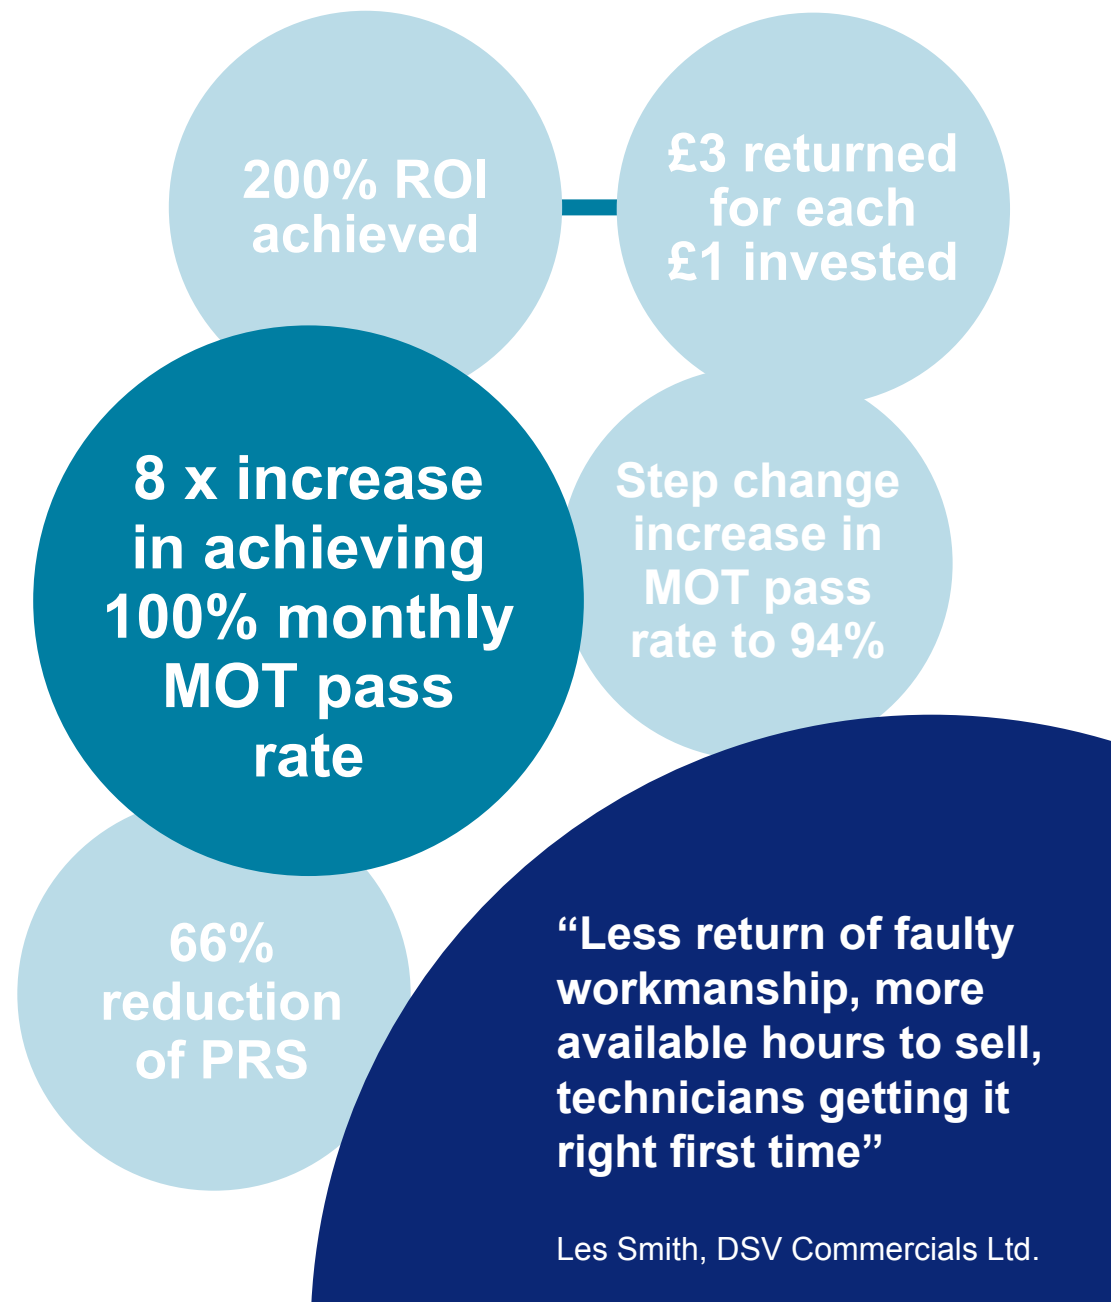 200% ROI
achieved
£3 returned
for each
£1 invested
8 x increase
in achieving
100% monthly
MOT pass
rate
Step change
increase in
MOT pass
rate to 94%
66%
reduction
of PRS
“Less return of faulty
workmanship, more
available hours to sell,
technicians getting it
right first time”
Les Smith, DSV Commercials Ltd.